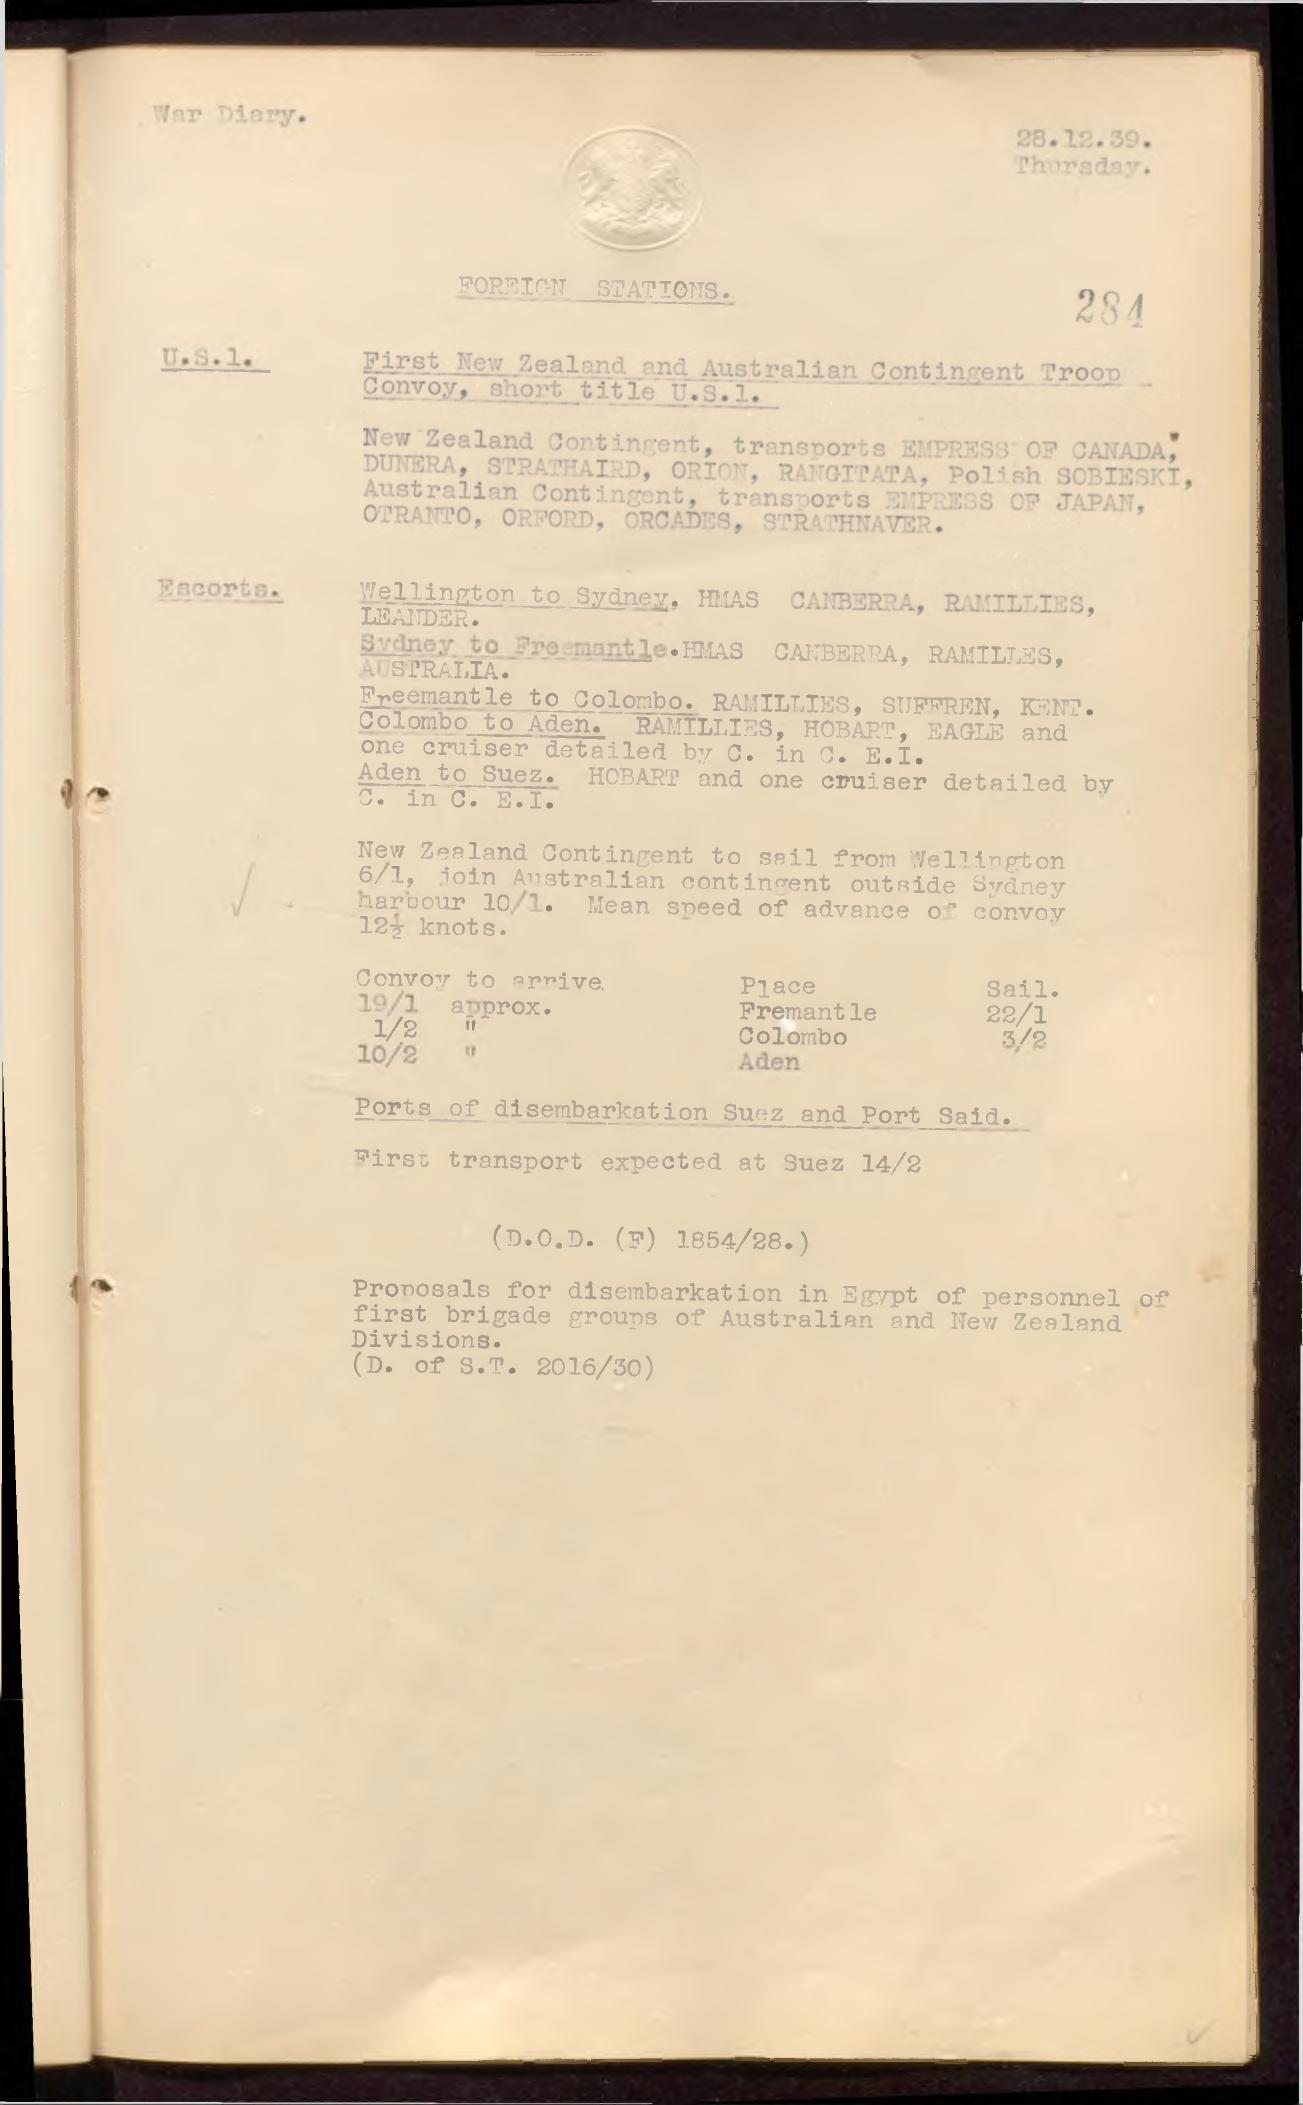 War Diary.
28.12.39.
Thursday.
FOREIGN STATIONS.
284
U.S.1.
First New Zealand and Australian Contingent Troop
Convoy, short title U.S.1.
New Zealand Contingent, transports EMPRESS OF CANADA,
DUNERA, STRATHAIRD, ORION, RANGITATA, Polish SOBIESKI,
Australian Contingent, transports EMPRESS OF JAPAN,
OTRANTO, ORFORD, ORCADES, STRATHNAVER.
Escorts.
Wellington to Sydney. HMAS CANBERRA, RAMILLIES,
LEANDER.
Sydney to Freemantle. HMAS CANBERRA, RAMILLES,
AUSTRALIA.
Freemantle to Colombo. RAMILLIES, SUFFREN, KENT.
Colombo to Aden. RAMILLIES, HOBART, EAGLE and
one cruiser detailed by C. in C. E.I.
Aden to Suez. HOBART and one cruiser detailed by
C. in C. E.I.
New Zealand Contingent to sail from Wellington
6/1, join Australian contingent outside Sydney
harbour 10/1. Mean speed of advance of convoy
12½ knots.
Convoy to arrive. Place Sail.
19/1 approx. Fremantle 22/1
1/2 " Colombo 3/2
10/2 " Aden
Ports of disembarkation Suez and Port Said.
First transport expected at Suez 14/2
(D.O.D. (F) 1854/28.)
Proposals for disembarkation in Egypt of personnel of
first brigade groups of Australian and New Zealand
Divisions.
(D. of S.T. 2016/30)